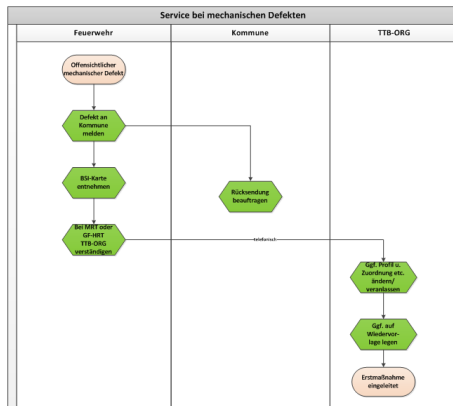 Service bei mechanischen Defekten
Feuerwehr
Kommune
TTB-ORG
Offensichtlicher
mechanischer Defekt
Defekt an
Kommune
melden
BSI-Karte
entnehmen
Rücksendung
beauftragen
Bei MRT oder
GF-HRT
TTB-ORG
verständigen
telefonisch
Ggf. Profil u.
Zuordnung etc.
ändern/
veranlassen
Ggf. auf
Wiedervor-
lage legen
Erstmaßnahme
eingeleitet